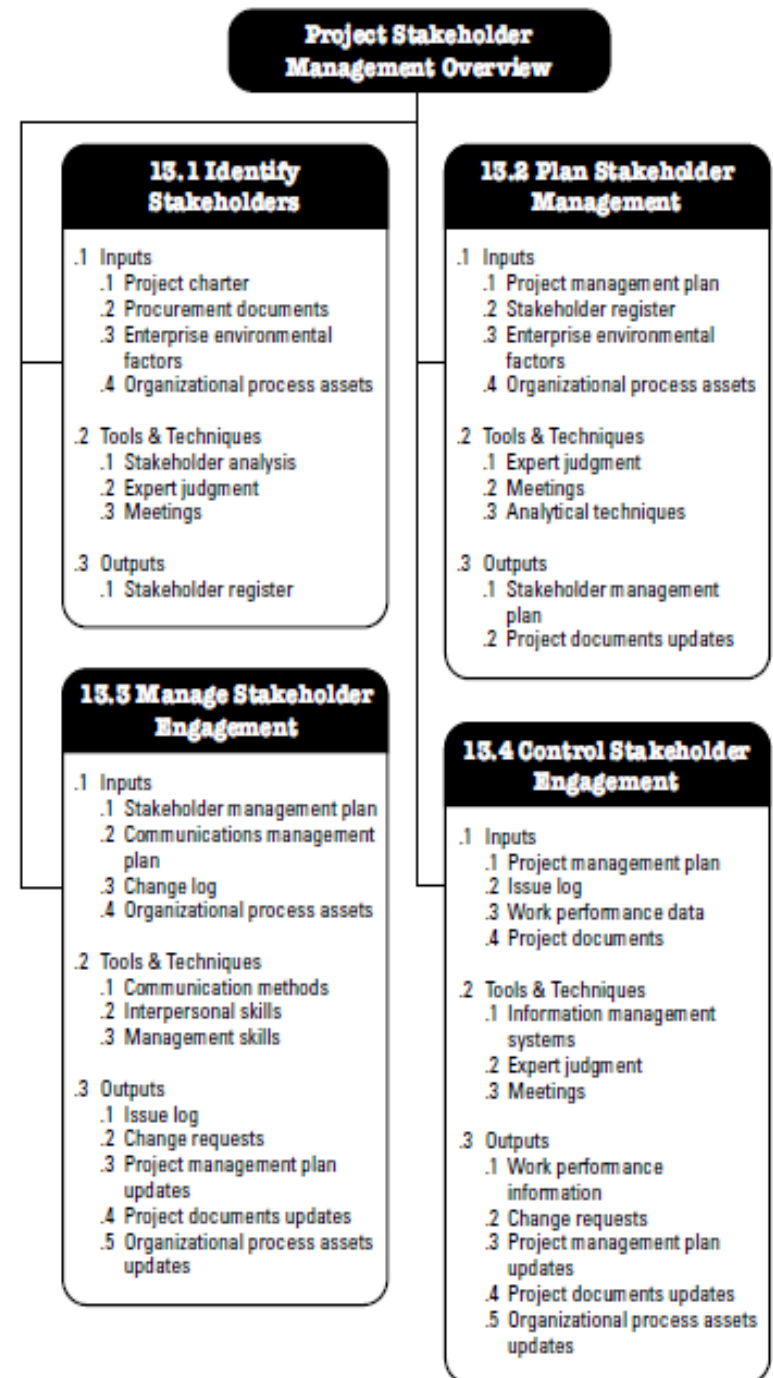 Project Stakeholder
Management Overview
13.1 Identify
Stakeholders
.1 Inputs
.1 Project charter
.2 Procurement documents
.3 Enterprise environmental
factors
.4 Organizational process assets
.2 Tools & Techniques
.1 Stakeholder analysis
.2 Expert judgment
.3 Meetings
.3 Outputs
.1 Stakeholder register
13.2 Plan Stakeholder
Management
.1 Inputs
.1 Project management plan
.2 Stakeholder register
.3 Enterprise environmental
factors
.4 Organizational process assets
.2 Tools & Techniques
.1 Expert judgment
.2 Meetings
.3 Analytical techniques
.3 Outputs
.1 Stakeholder management
plan
.2 Project documents updates
13.3 Manage Stakeholder
Engagement
.1 Inputs
.1 Stakeholder management plan
.2 Communications management
plan
.3 Change log
.4 Organizational process assets
.2 Tools & Techniques
.1 Communication methods
.2 Interpersonal skills
.3 Management skills
.3 Outputs
.1 Issue log
.2 Change requests
.3 Project management plan
updates
.4 Project documents updates
.5 Organizational process assets
updates
13.4 Control Stakeholder
Engagement
.1 Inputs
.1 Project management plan
.2 Issue log
.3 Work performance data
.4 Project documents
.2 Tools & Techniques
.1 Information management
systems
.2 Expert judgment
.3 Meetings
.3 Outputs
.1 Work performance
information
.2 Change requests
.3 Project management plan
updates
.4 Project documents updates
.5 Organizational process assets
updates